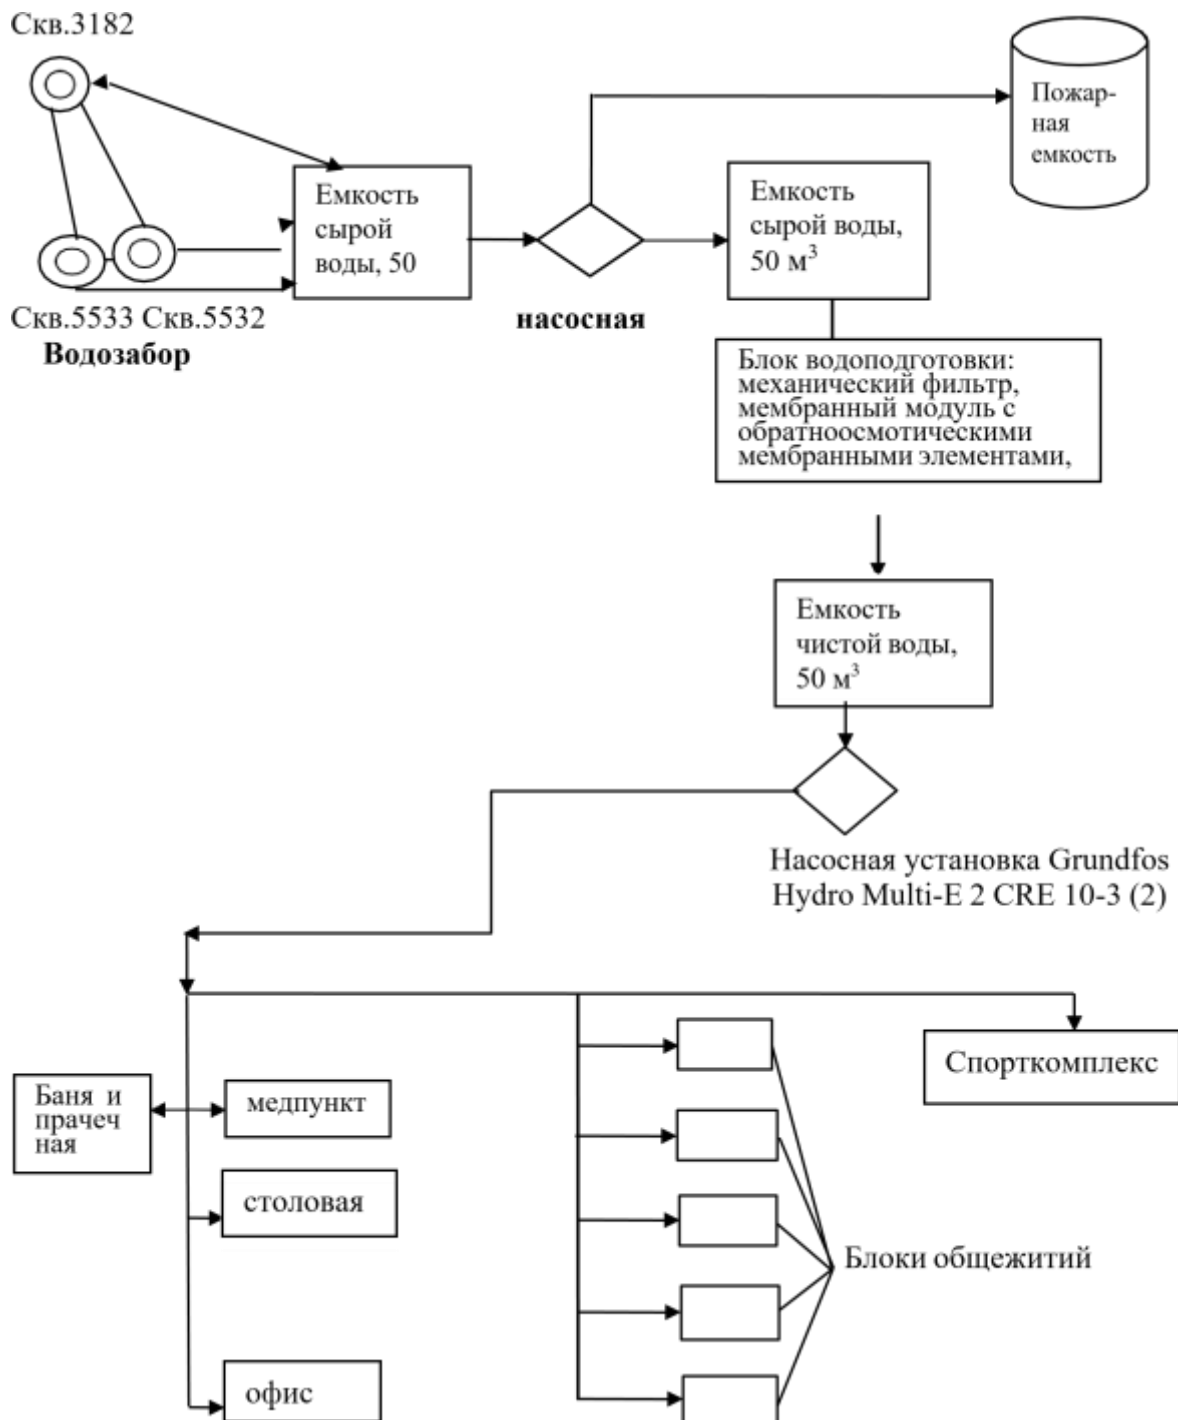 Скв.3182
Пожар-
ная
емкость
Емкость
сырой
воды, 50
Емкость
сырой воды,
50 м³
Скв.5533 Скв.5532
Водозабор
насосная
Блок водоподготовки:
механический фильтр,
мембранный модуль с
обратноосмотическими
мембранными элементами,
Емкость
чистой воды,
50 м³
Насосная установка Grundfos
Hydro Multi-E 2 CRE 10-3 (2)
Спорткомплекс
Баня и
прачеч
ная
медпункт
столовая
Блоки общежитий
офис